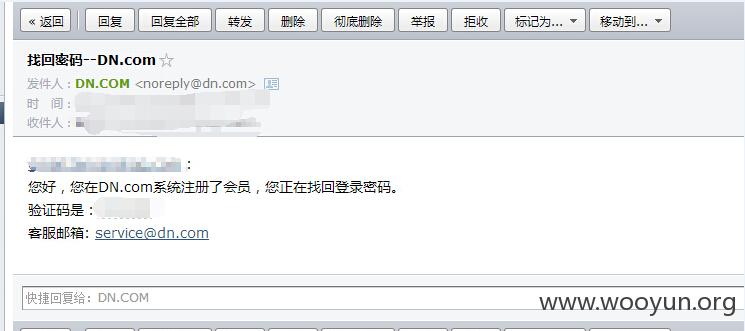 « 返回 回复 回复全部 转发 删除 彻底删除 举报 拒收 标记为... 移动到...
找回密码--DN.com☆
发件人：DN.COM <noreply@dn.com>
时 间：
收件人：
：
您好，您在DN.com系统注册了会员，您正在找回登录密码。
验证码是：
客服邮箱: service@dn.com
快捷回复给：DN.COM
www.wooyun.org